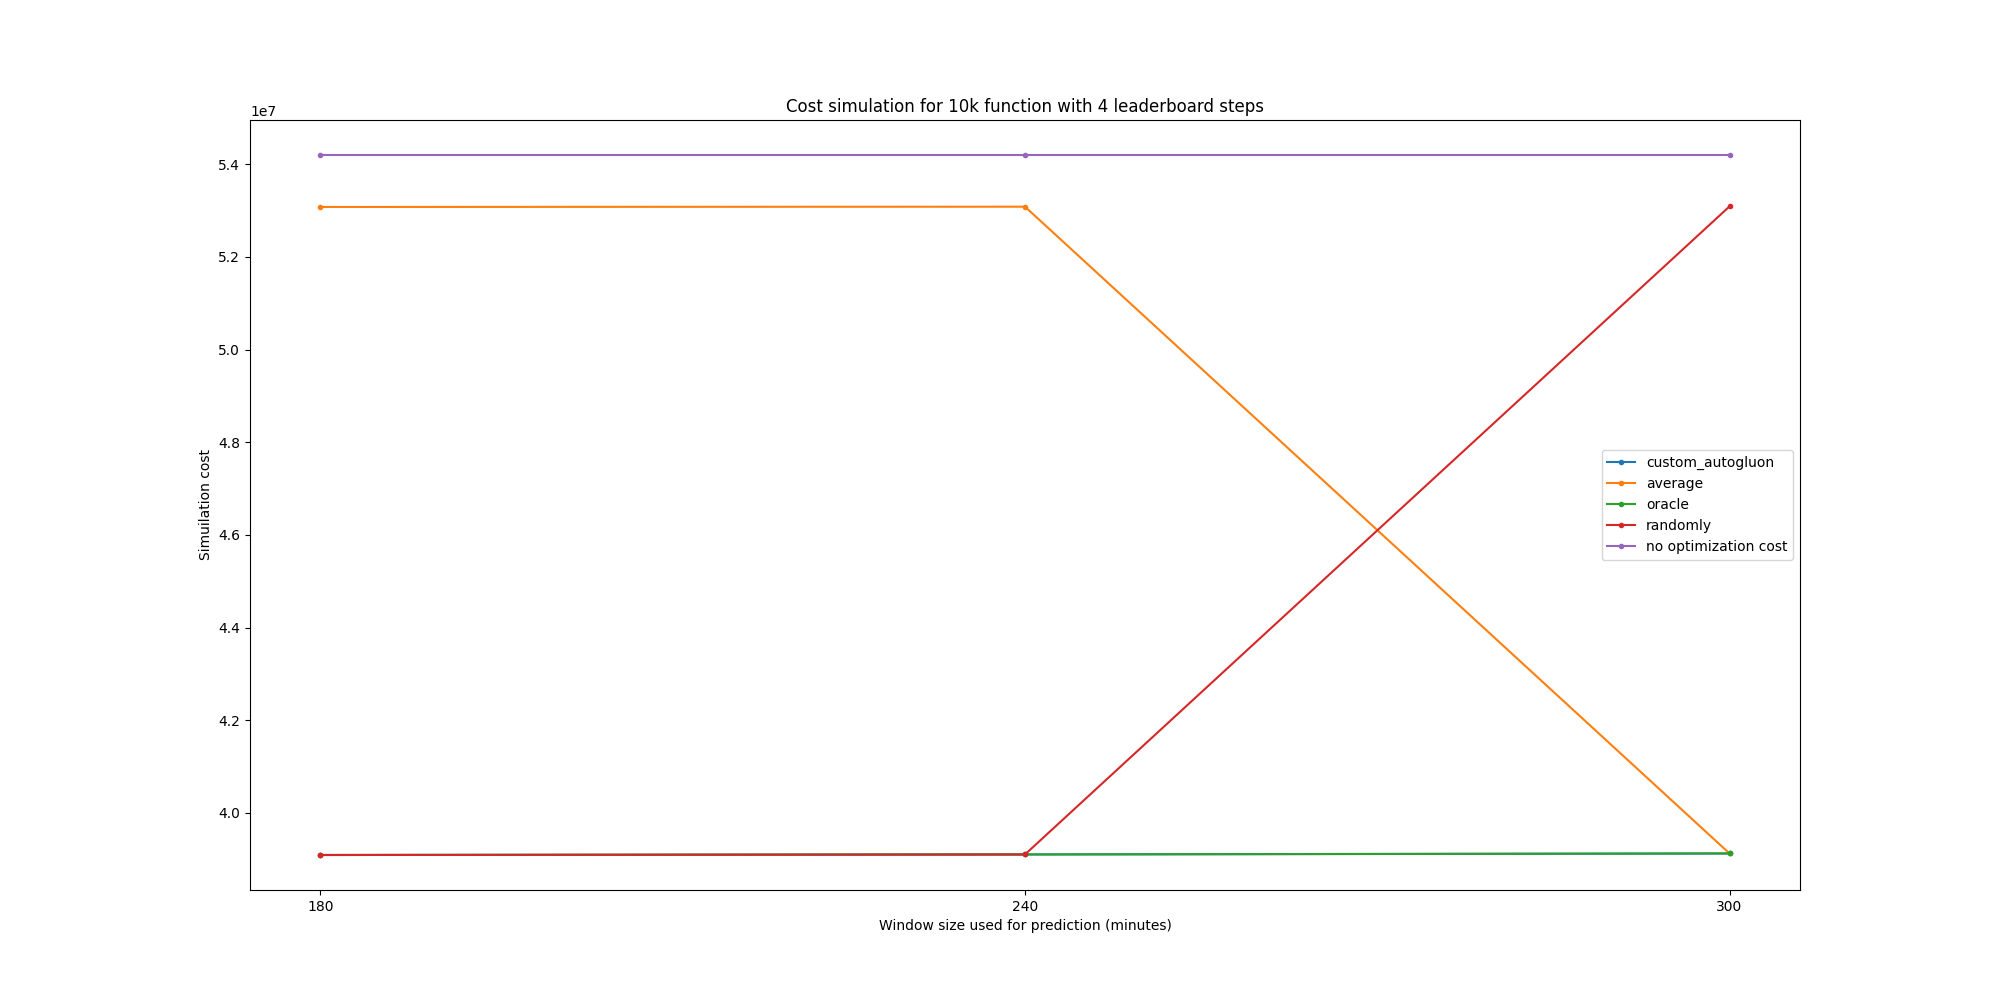 Cost simulation for 10k function with 4 leaderboard steps
1e7
5.4
5.2
5.0
4.8
4.6
4.4
4.2
4.0
Simuilation cost
custom_autogluon
average
oracle
randomly
no optimization cost
180
240
300
Window size used for prediction (minutes)